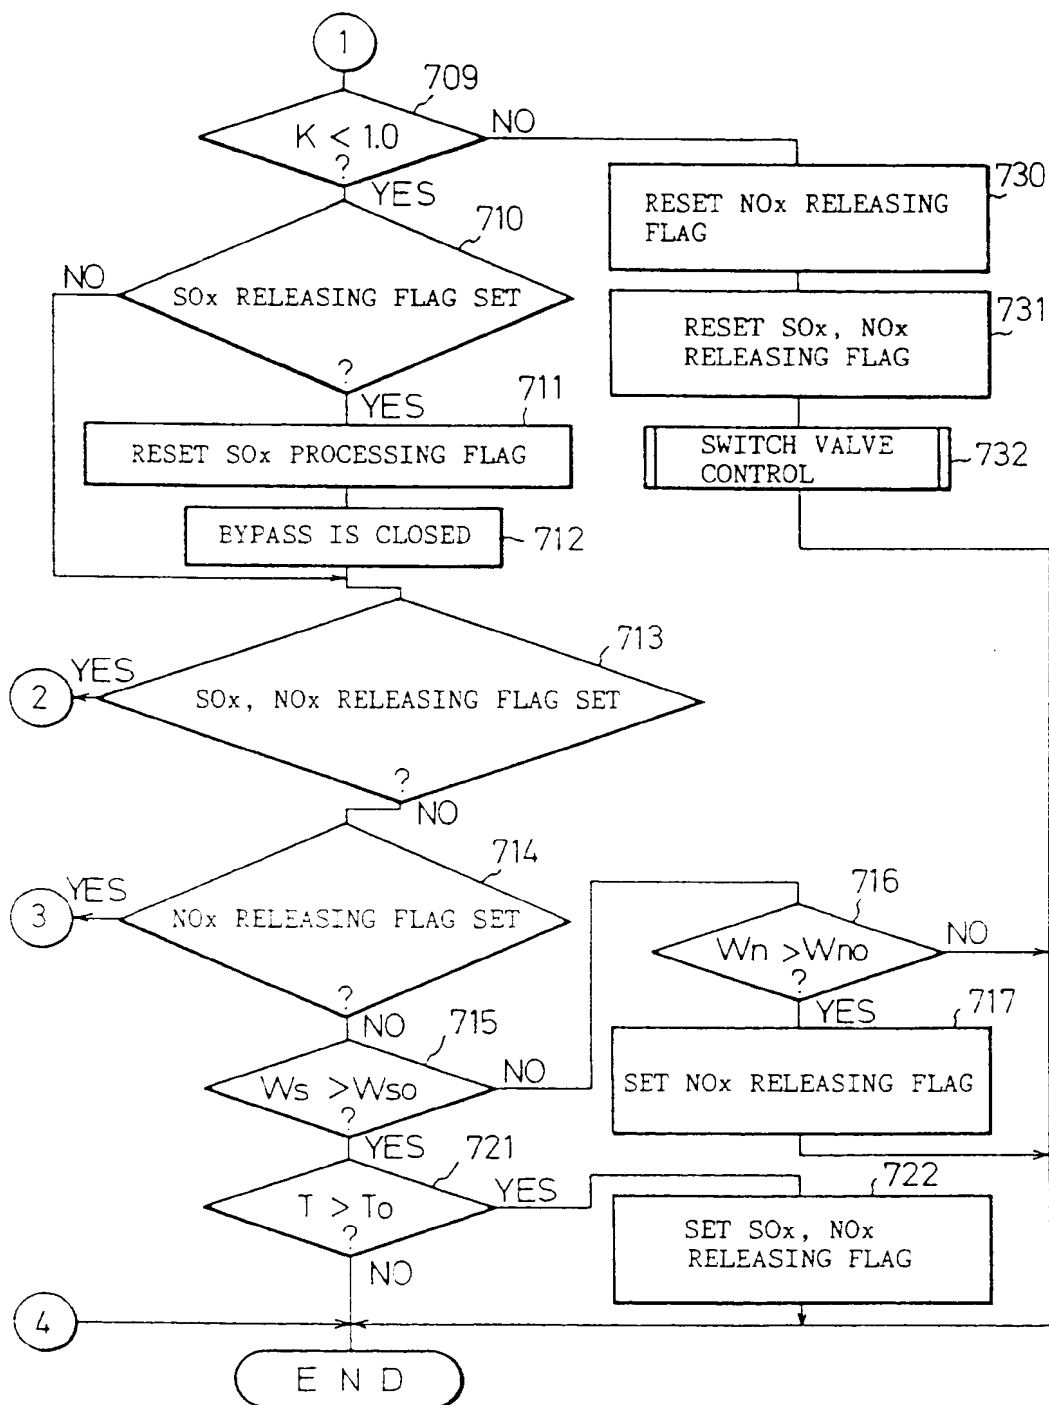 1
709
K < 1.0
?
NO
YES
730
RESET NOx RELEASING
FLAG
710
NO
SOx RELEASING FLAG SET
?
YES
731
RESET SOx, NOx
RELEASING FLAG
711
RESET SOx PROCESSING FLAG
SWITCH VALVE
CONTROL
732
BYPASS IS CLOSED
712
713
YES
2
SOx, NOx RELEASING FLAG SET
?
NO
714
YES
3
NOx RELEASING FLAG SET
?
NO
716
Wn >Wno
?
NO
YES
715
Ws >Wso
?
NO
YES
717
SET NOx RELEASING FLAG
721
T > To
?
YES
NO
722
SET SOx, NOx
RELEASING FLAG
4
END